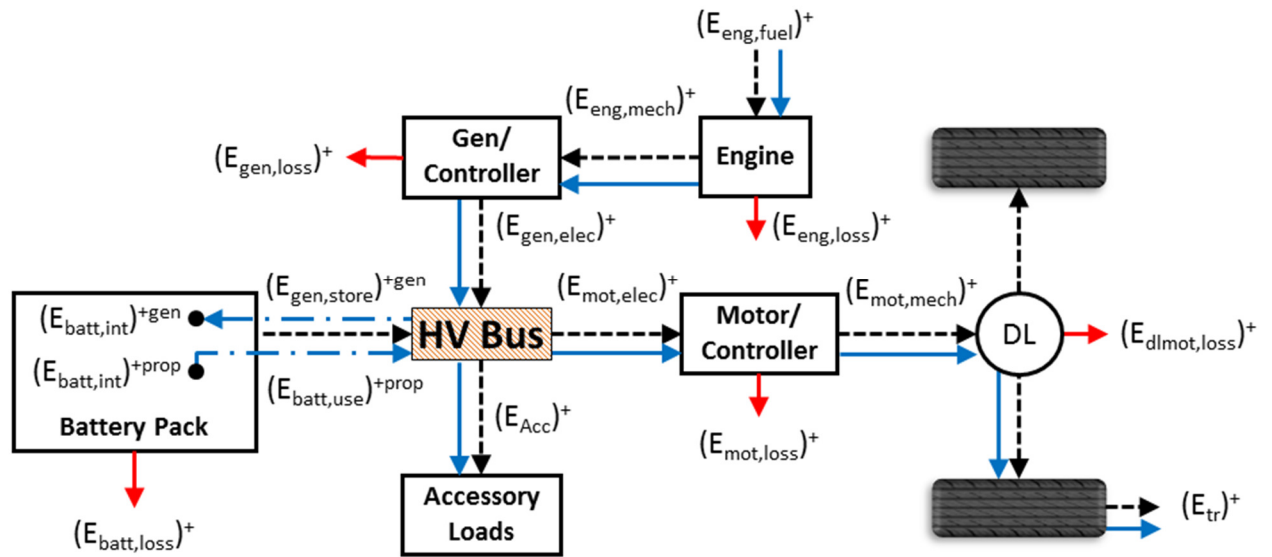 (E_eng,fuel)^+
(E_eng,mech)^+
Gen/
Controller
Engine
(E_gen,loss)^+
(E_gen,elec)^+
(E_eng,loss)^+
(E_gen,store)^+gen
(E_mot,elec)^+
(E_mot,mech)^+
(E_batt,int)^+gen
HV Bus
Motor/
Controller
DL
(E_dlmot,loss)^+
(E_batt,int)^+prop
(E_batt,use)^+prop
Battery Pack
(E_Acc)^+
(E_mot,loss)^+
Accessory
Loads
(E_tr)^+
(E_batt,loss)^+